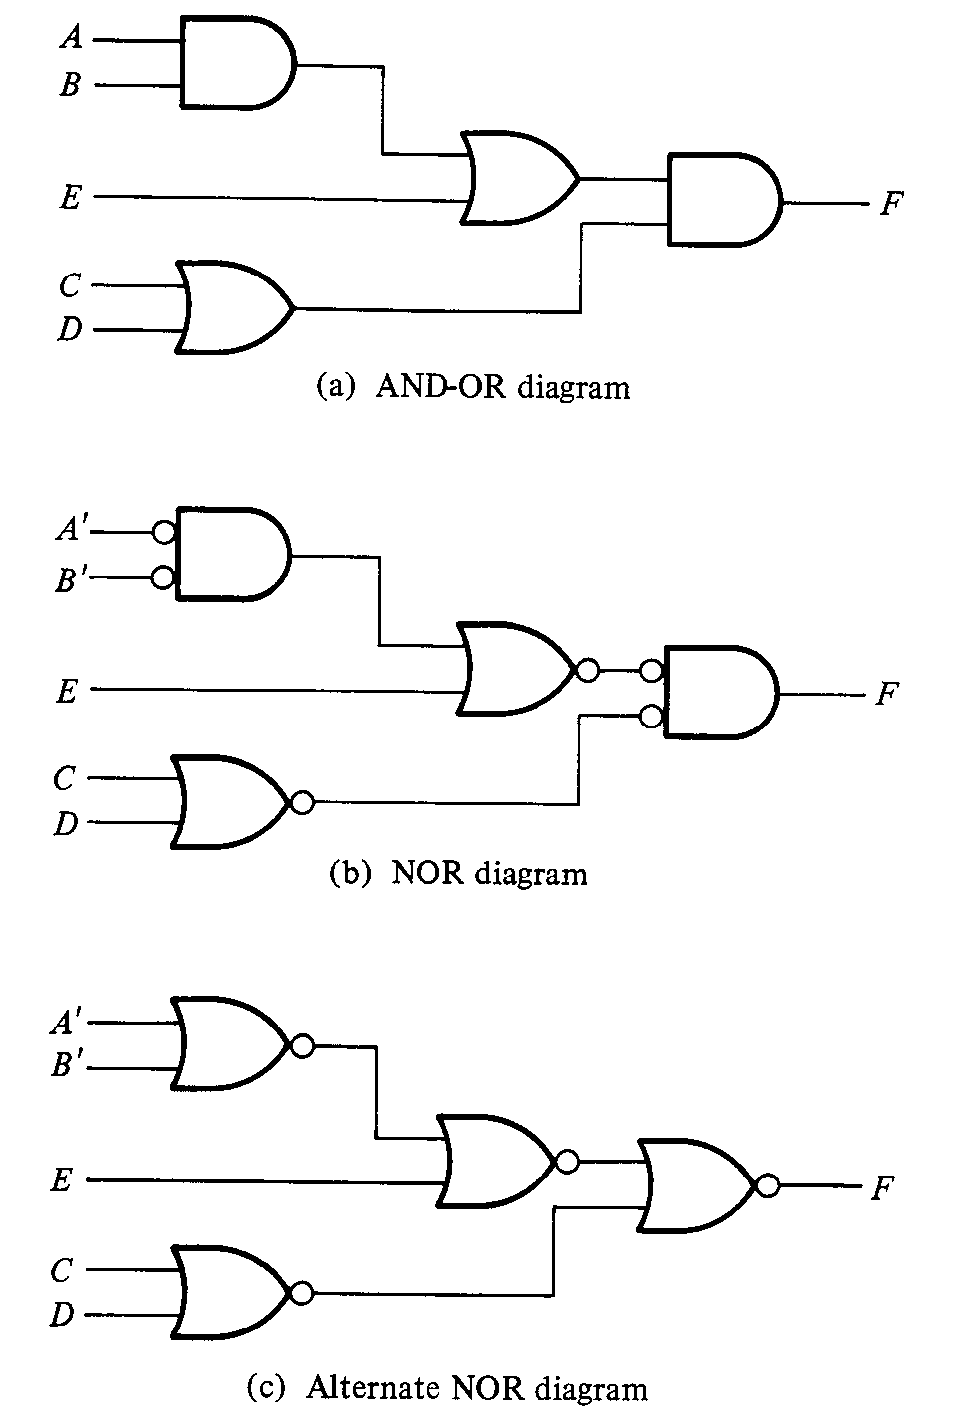 A
B
E
F
C
D
(a) AND-OR diagram
A'
B'
E
F
C
D
(b) NOR diagram
A'
B'
E
F
C
D
(c) Alternate NOR diagram